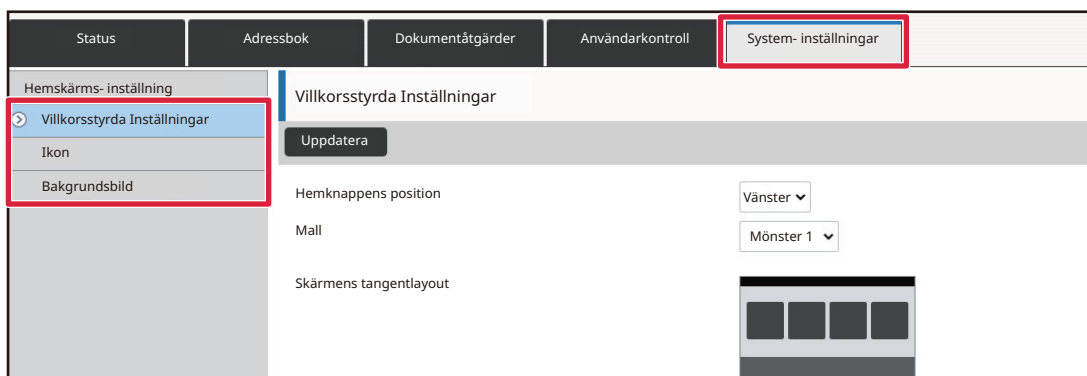 Status
Adressbok
Dokumentåtgärder
Användarkontroll
System- inställningar
Hemskärms- inställning
Villkorsstyrda Inställningar
Ikon
Bakgrundsbild
Villkorsstyrda Inställningar
Uppdatera
Hemknappens position
Vänster
Mall
Mönster 1
Skärmens tangentlayout